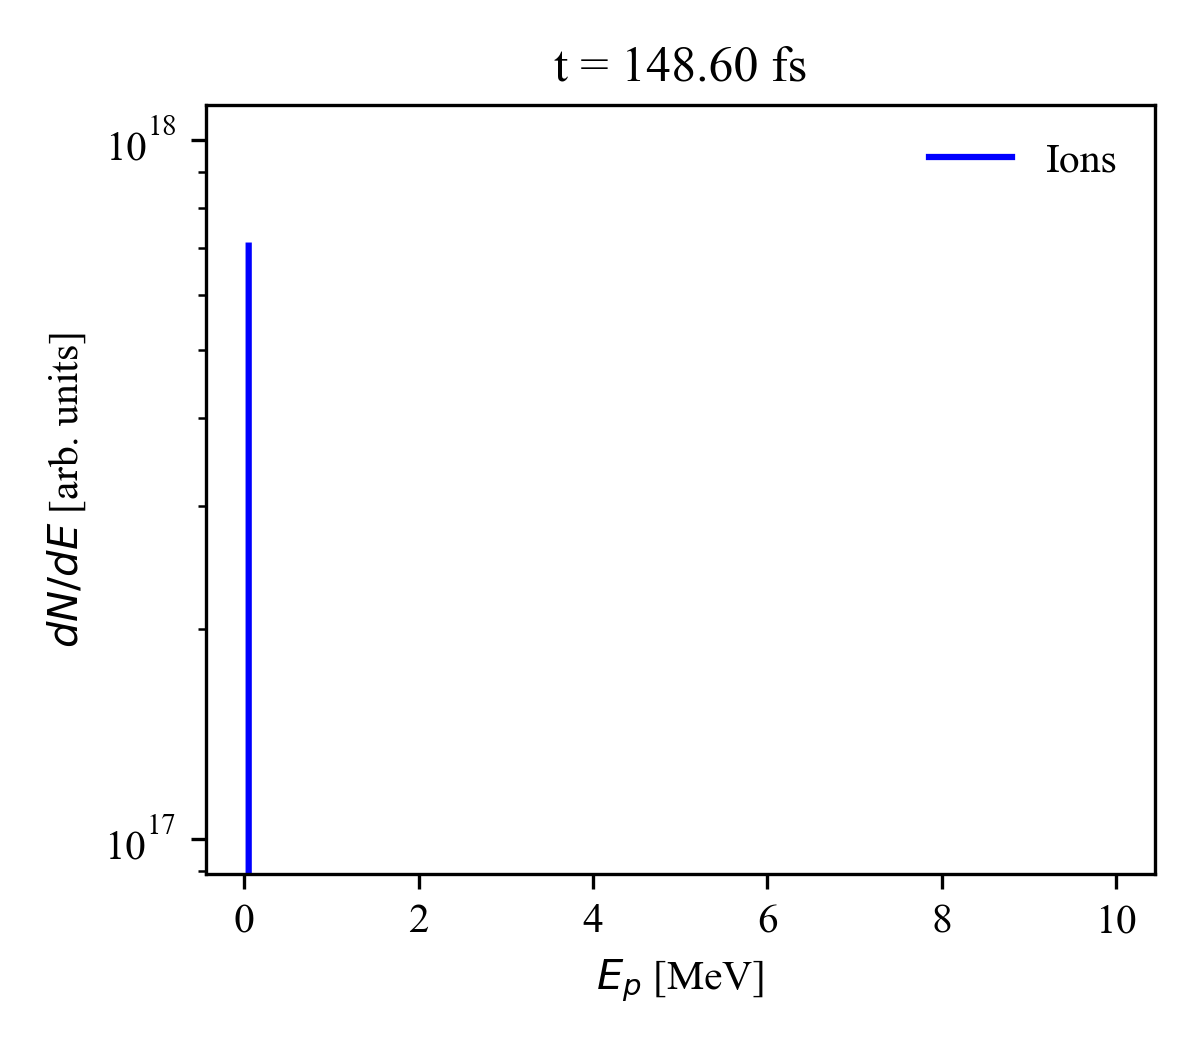 t = 148.60 fs
10^18
Ions
dN/dE [arb. units]
10^17
0 2 4 6 8 10
E_p [MeV]